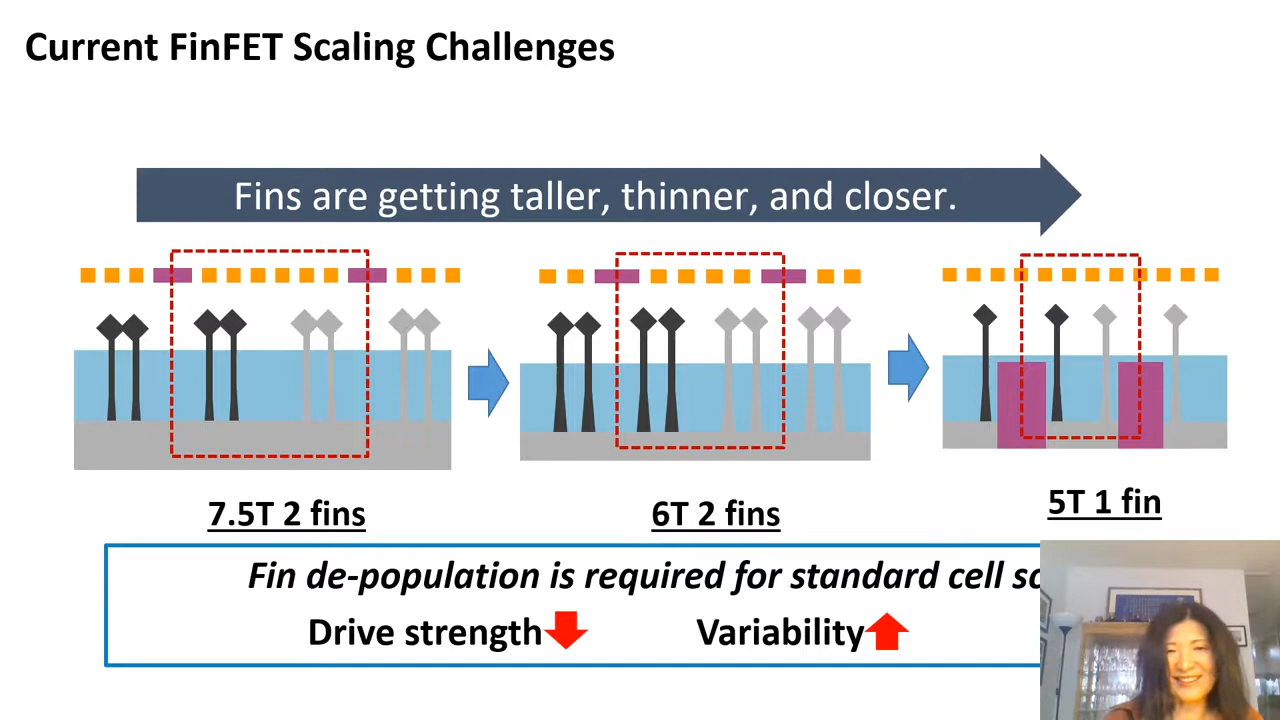 Current FinFET Scaling Challenges
Fins are getting taller, thinner, and closer.
7.5T 2 fins
6T 2 fins
5T 1 fin
Fin de-population is required for standard cell
Drive strength
Variability